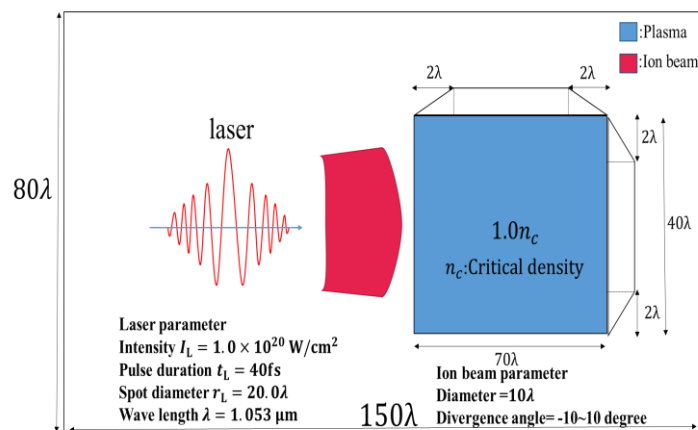 :Plasma
:Ion beam
2λ
2λ
laser
2λ
80λ
40λ
1.0n_c
n_c:Critical density
2λ
70λ
Laser parameter
Intensity I_L = 1.0 × 10^20 W/cm^2
Pulse duration t_L = 40fs
Spot diameter r_L = 20.0λ
Wave length λ = 1.053 μm
Ion beam parameter
Diameter =10λ
Divergence angle= -10~10 degree
150λ